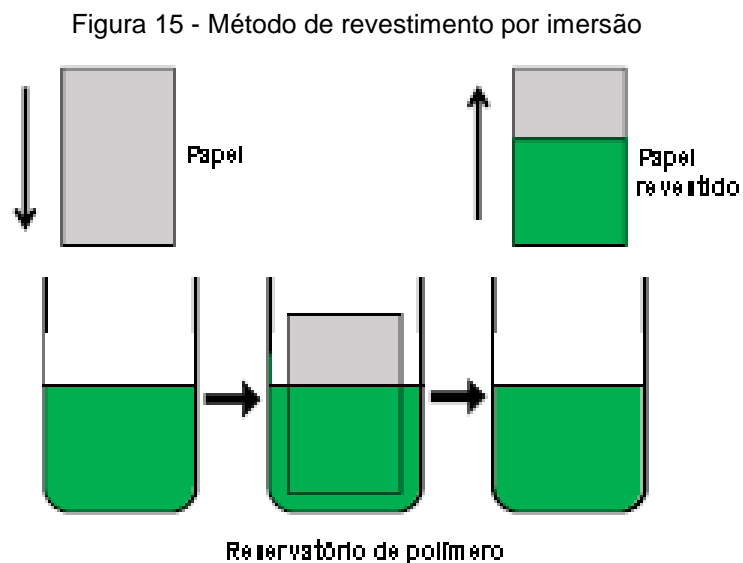 Figura 15 - Método de revestimento por imersão
Papel
Papel
revestido
Reservatório de polímero